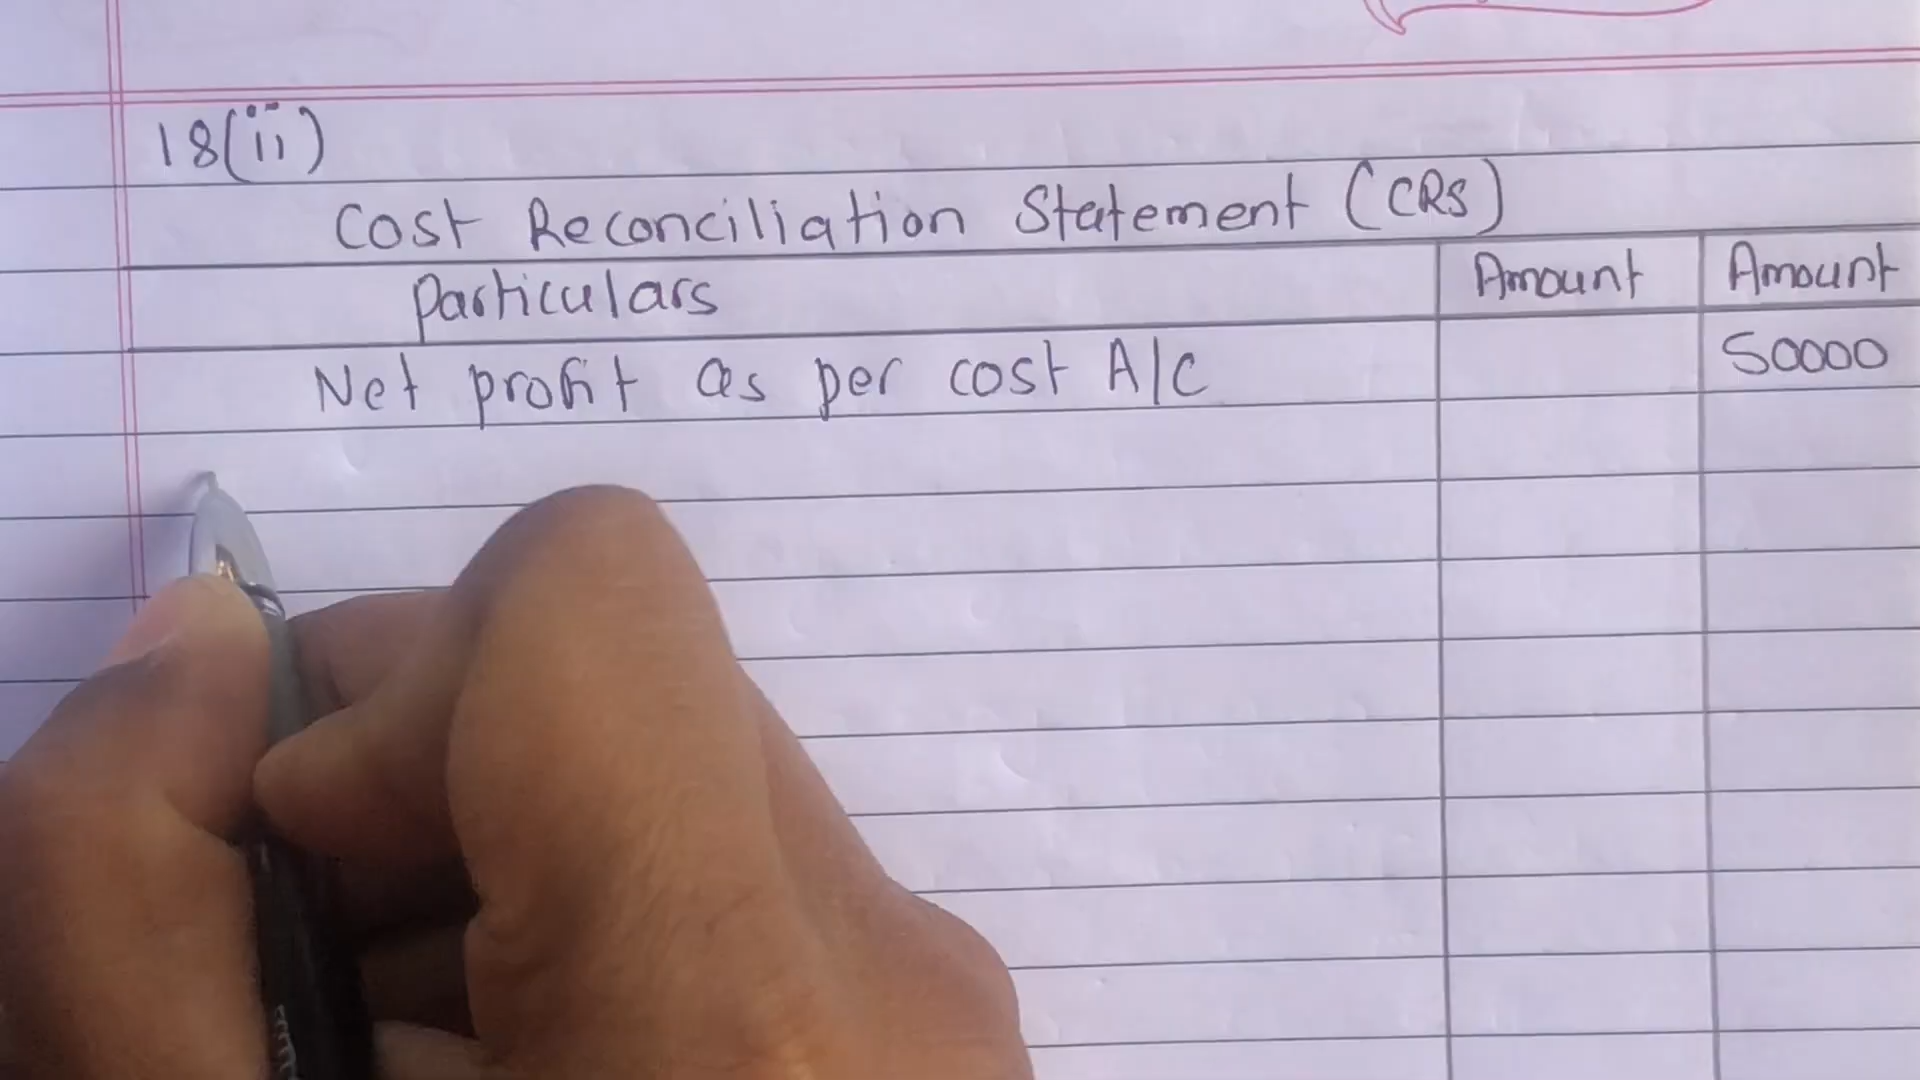 18(ii)
Cost Reconciliation Statement (CRS)
Particulars Amount Amount
Net profit as per cost A/C 50000